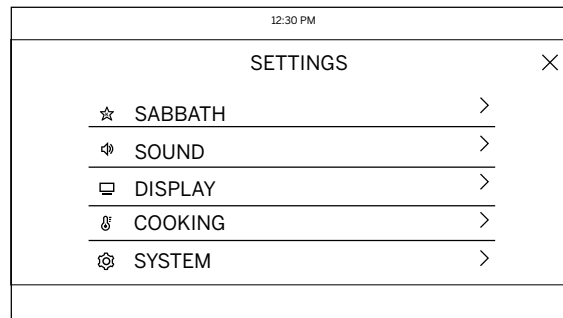 12:30 PM
SETTINGS
SABBATH
SOUND
DISPLAY
COOKING
SYSTEM